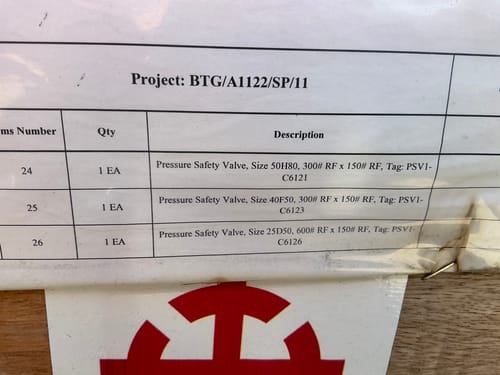 Project: BTG/A1122/SP/11
ms Number Qty Description
24 1 EA Pressure Safety Valve, Size 50H80, 300# RF x 150# RF, Tag: PSV1-
C6121
25 1 EA Pressure Safety Valve, Size 40F50, 300# RF x 150# RF, Tag: PSV1-
C6123
26 1 EA Pressure Safety Valve, Size 25D50, 600# RF x 150# RF, Tag: PSV1-
C6126